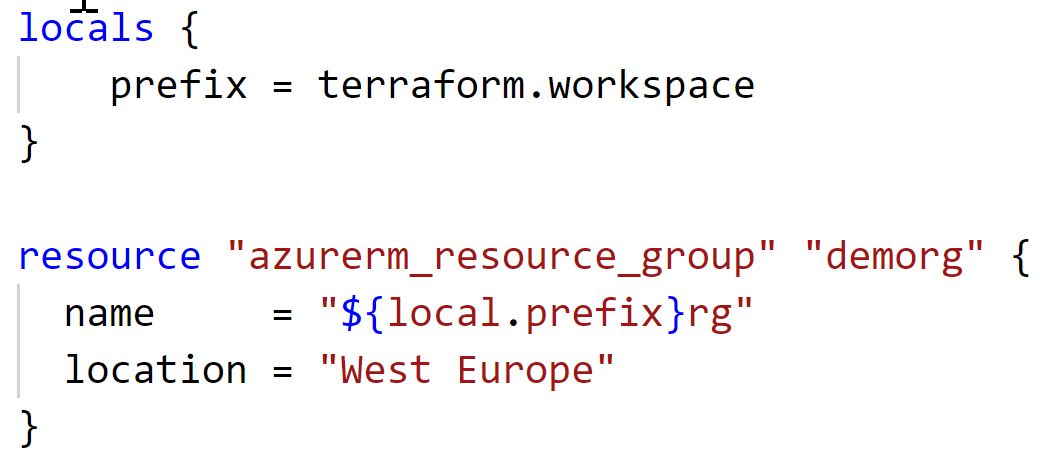 locals {
    prefix = terraform.workspace
}
resource "azurerm_resource_group" "demorg" {
  name     = "${local.prefix}rg"
  location = "West Europe"
}